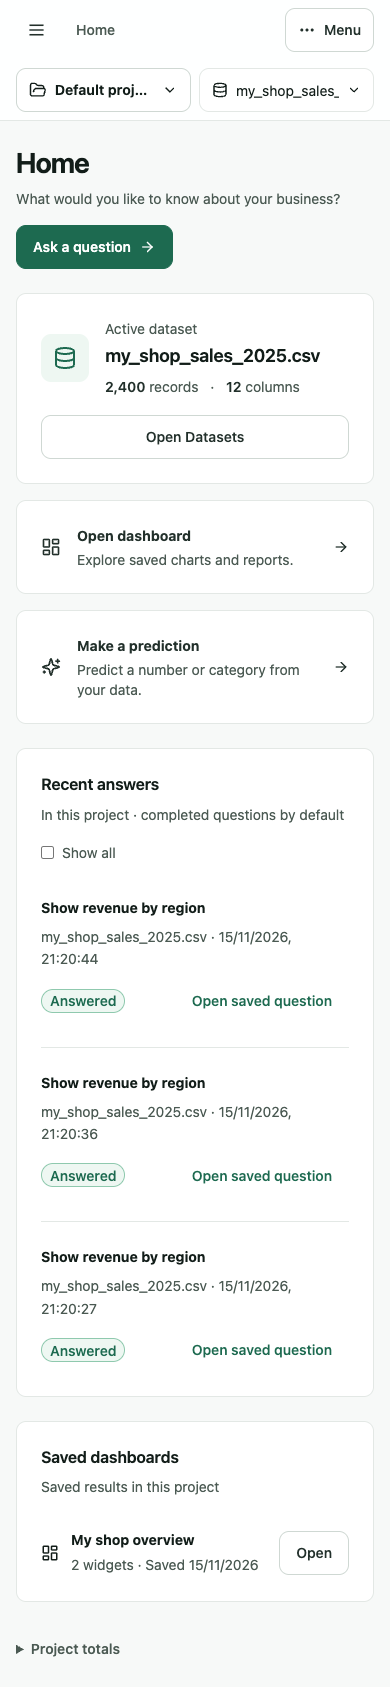 Home
Menu
Default proj...
my_shop_sales_
Home
What would you like to know about your business?
Ask a question
Active dataset
my_shop_sales_2025.csv
2,400 records · 12 columns
Open Datasets
Open dashboard
Explore saved charts and reports.
Make a prediction
Predict a number or category from
your data.
Recent answers
In this project · completed questions by default
Show all
Show revenue by region
my_shop_sales_2025.csv · 15/11/2026,
21:20:44
Answered
Open saved question
Show revenue by region
my_shop_sales_2025.csv · 15/11/2026,
21:20:36
Answered
Open saved question
Show revenue by region
my_shop_sales_2025.csv · 15/11/2026,
21:20:27
Answered
Open saved question
Saved dashboards
Saved results in this project
My shop overview
2 widgets · Saved 15/11/2026
Open
Project totals